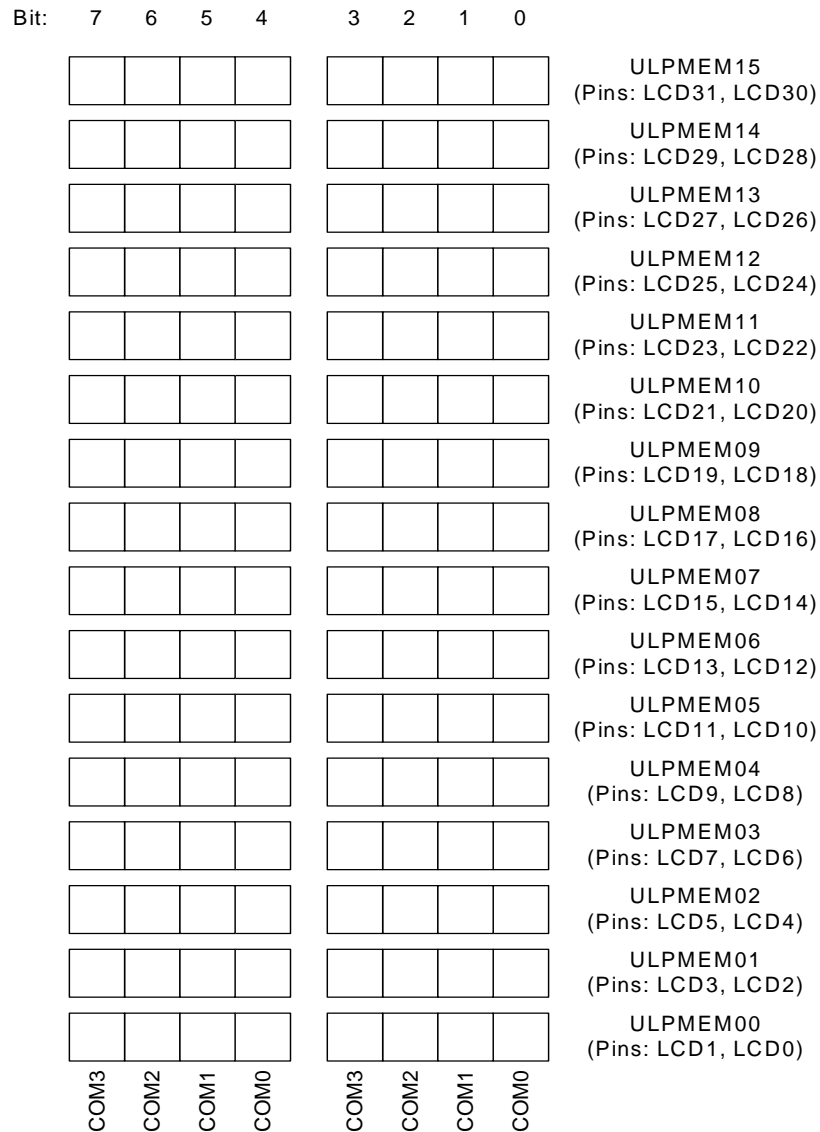 Bit: 7 6 5 4 3 2 1 0
ULPMEM15
(Pins: LCD31, LCD30)
ULPMEM14
(Pins: LCD29, LCD28)
ULPMEM13
(Pins: LCD27, LCD26)
ULPMEM12
(Pins: LCD25, LCD24)
ULPMEM11
(Pins: LCD23, LCD22)
ULPMEM10
(Pins: LCD21, LCD20)
ULPMEM09
(Pins: LCD19, LCD18)
ULPMEM08
(Pins: LCD17, LCD16)
ULPMEM07
(Pins: LCD15, LCD14)
ULPMEM06
(Pins: LCD13, LCD12)
ULPMEM05
(Pins: LCD11, LCD10)
ULPMEM04
(Pins: LCD9, LCD8)
ULPMEM03
(Pins: LCD7, LCD6)
ULPMEM02
(Pins: LCD5, LCD4)
ULPMEM01
(Pins: LCD3, LCD2)
ULPMEM00
(Pins: LCD1, LCD0)
COM3 COM2 COM1 COM0 COM3 COM2 COM1 COM0